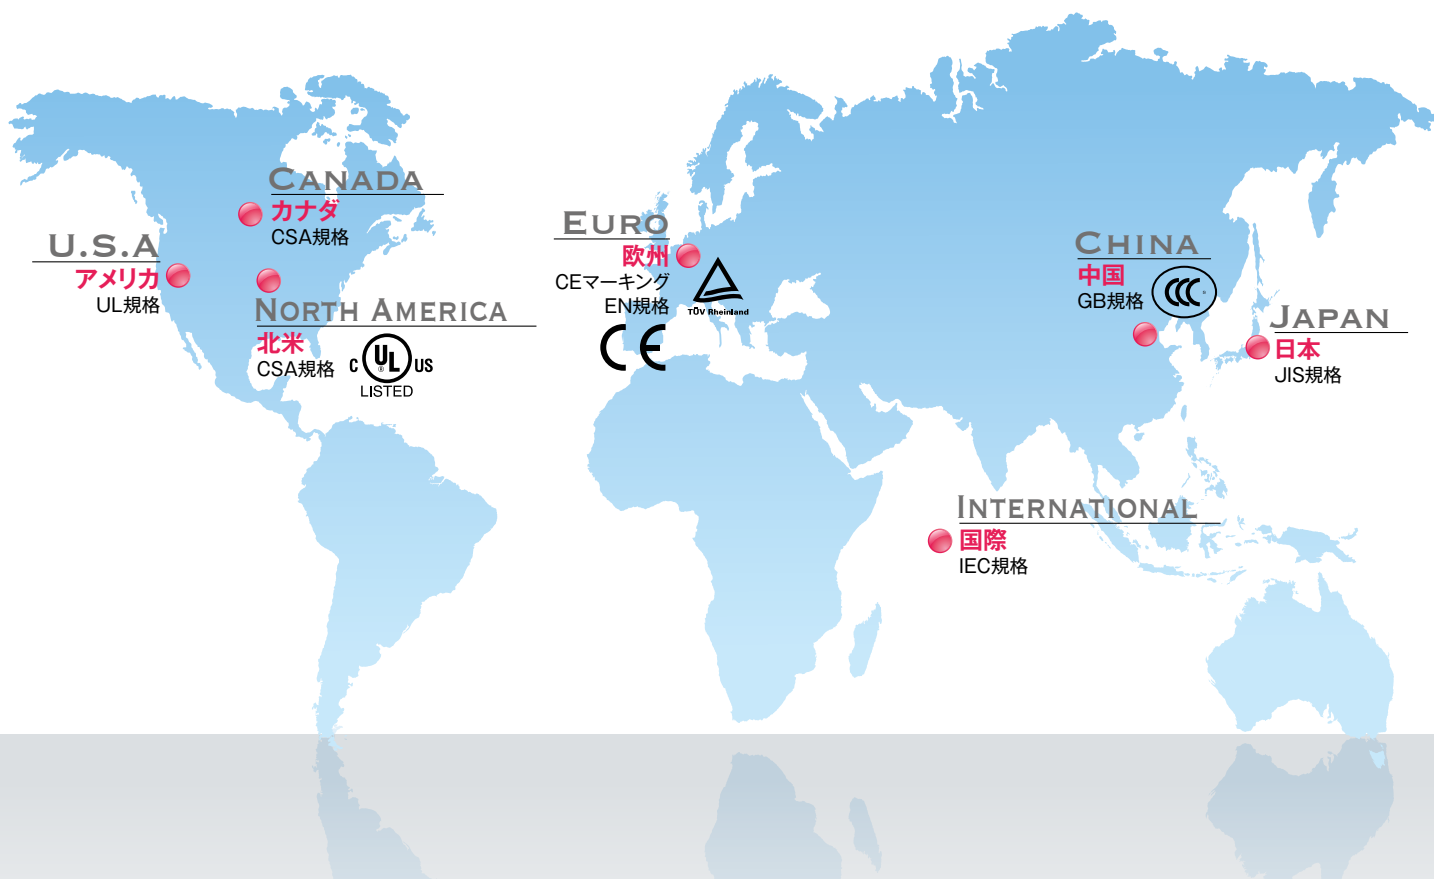 CANADA
カナダ
CSA規格
U.S.A
アメリカ
UL規格
NORTH AMERICA
北米
CSA規格
C UL ® US
LISTED
EURO
欧州
CEマーキング
EN規格
TÜV Rheinland
CE
CHINA
中国
GB規格
CCC
JAPAN
日本
JIS規格
INTERNATIONAL
国際
IEC規格